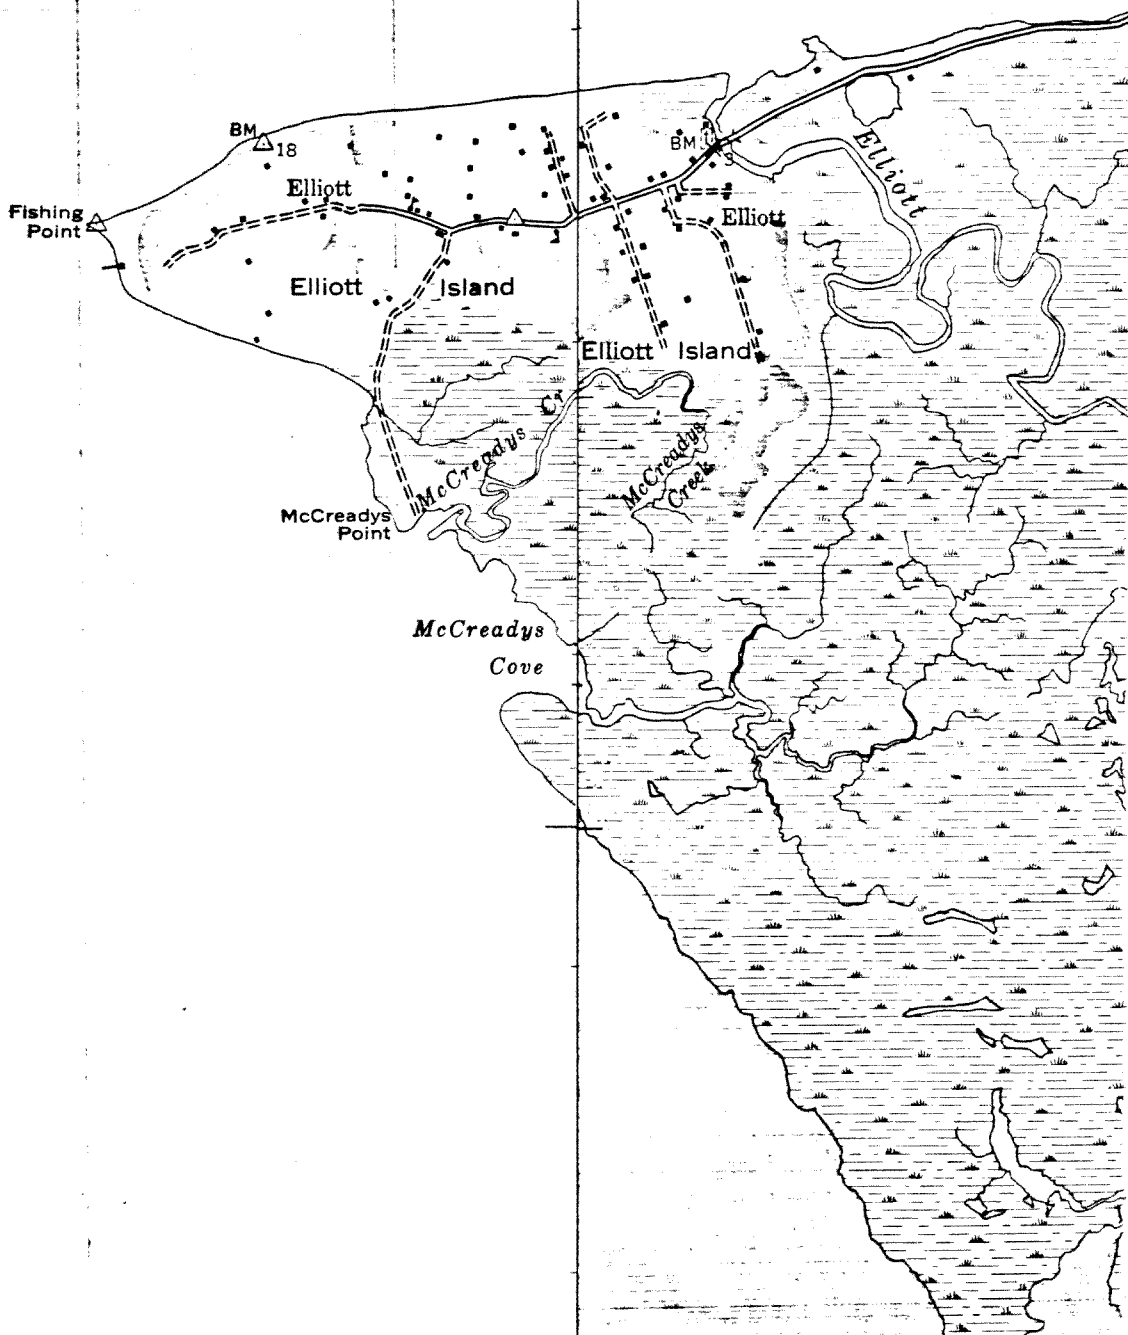 BM
18
BM
3
Elliott
Elliott
Fishing
Point
Elliott
Elliott Island
Elliott Island
McCreadys Cr
McCreadys
Creek
McCreadys
Point
McCreadys
Cove